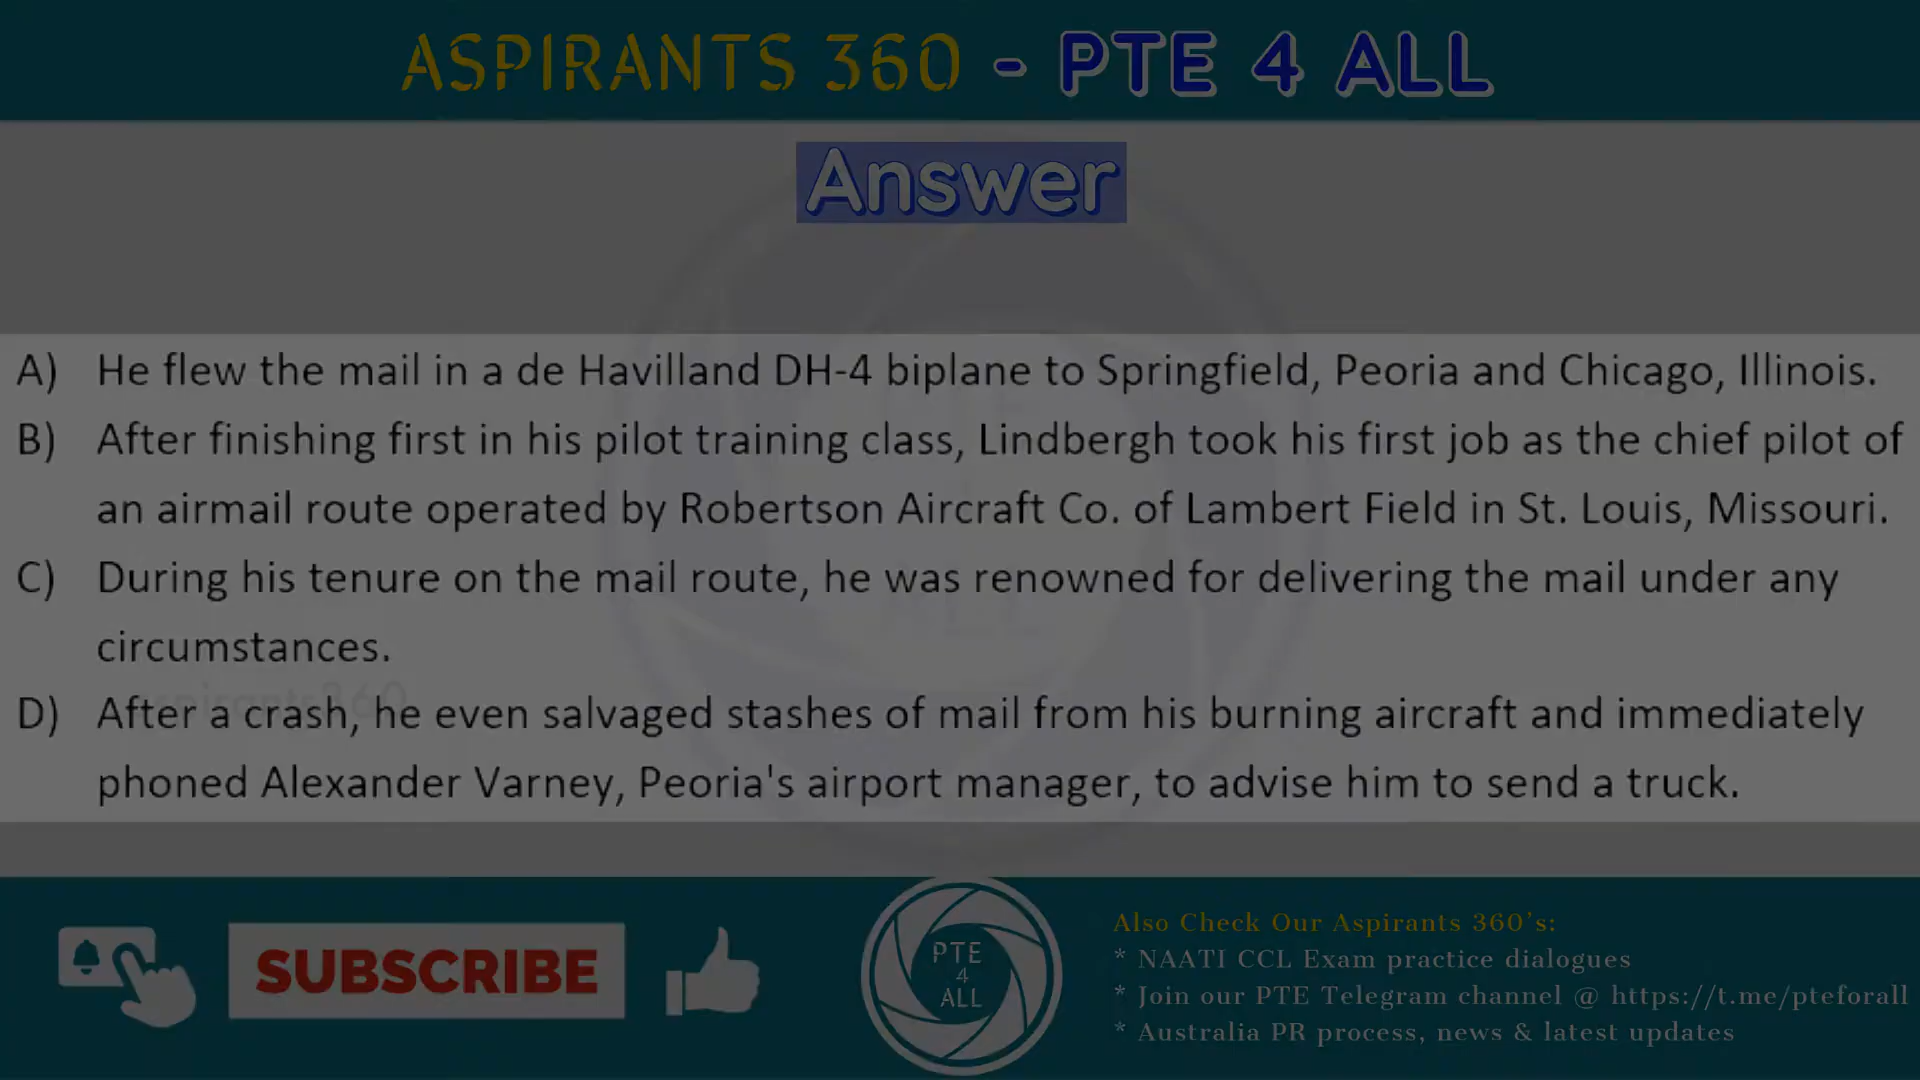 ASPIRANTS 360 - PTE 4 ALL
Answer
A) He flew the mail in a de Havilland DH-4 biplane to Springfield, Peoria and Chicago, Illinois.
B) After finishing first in his pilot training class, Lindbergh took his first job as the chief pilot of
an airmail route operated by Robertson Aircraft Co. of Lambert Field in St. Louis, Missouri.
C) During his tenure on the mail route, he was renowned for delivering the mail under any
circumstances.
aspirants360
D) After a crash, he even salvaged stashes of mail from his burning aircraft and immediately
phoned Alexander Varney, Peoria's airport manager, to advise him to send a truck.
SUBSCRIBE
PTE
4
ALL
Also Check Our Aspirants 360's:
* NAATI CCL Exam practice dialogues
* Join our PTE Telegram channel @ https://t.me/pteforall
* Australia PR process, news & latest updates